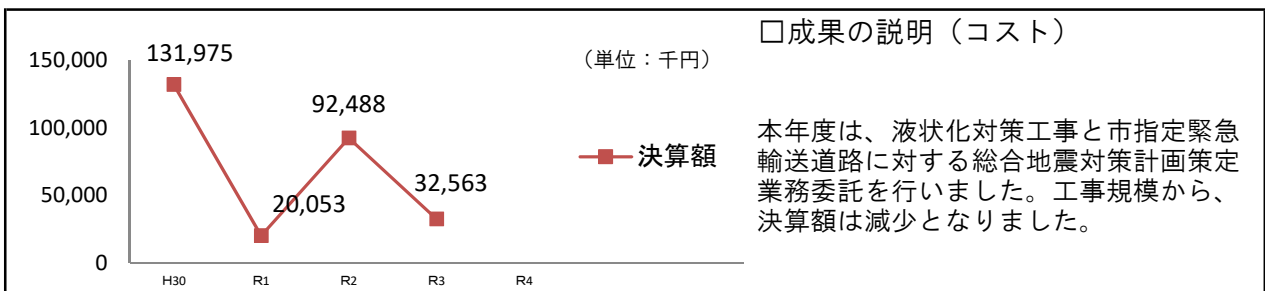 □成果の説明（コスト）
（単位：千円）
150,000
100,000
50,000
0
131,975
20,053
92,488
32,563
決算額
H30
R1
R2
R3
R4
本年度は、液状化対策工事と市指定緊急
輸送道路に対する総合地震対策計画策定
業務委託を行いました。工事規模から、
決算額は減少となりました。